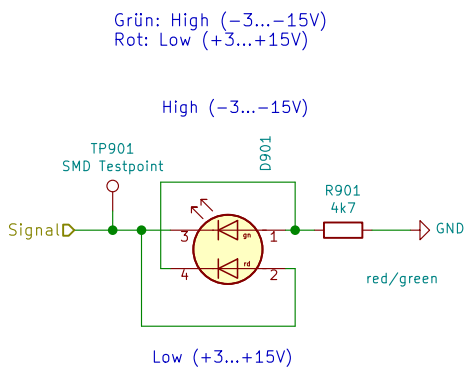 Grün: High (-3...-15V)
Rot: Low (+3...+15V)
High (-3...-15V)
D901
TP901
SMD Testpoint
R901
4k7
Signal
3
gn
1
GND
4
rd
2
red/green
Low (+3...+15V)